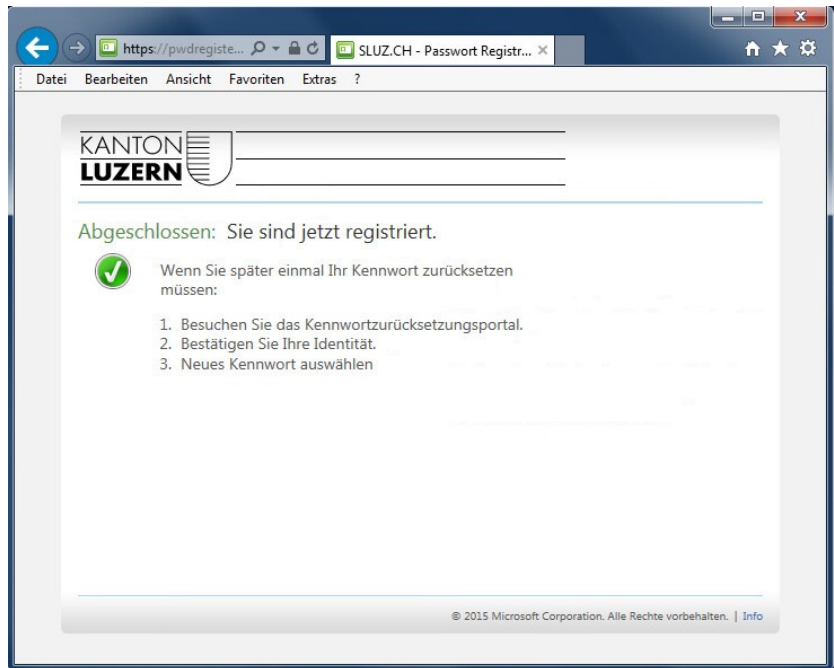 https://pwdregiste...
SLUZ.CH - Passwort Registr...
Datei Bearbeiten Ansicht Favoriten Extras ?
KANTON
LUZERN
Abgeschlossen: Sie sind jetzt registriert.
Wenn Sie später einmal Ihr Kennwort zurücksetzen
müssen:
1. Besuchen Sie das Kennwortzurücksetzungsportal.
2. Bestätigen Sie Ihre Identität.
3. Neues Kennwort auswählen
© 2015 Microsoft Corporation. Alle Rechte vorbehalten. | Info